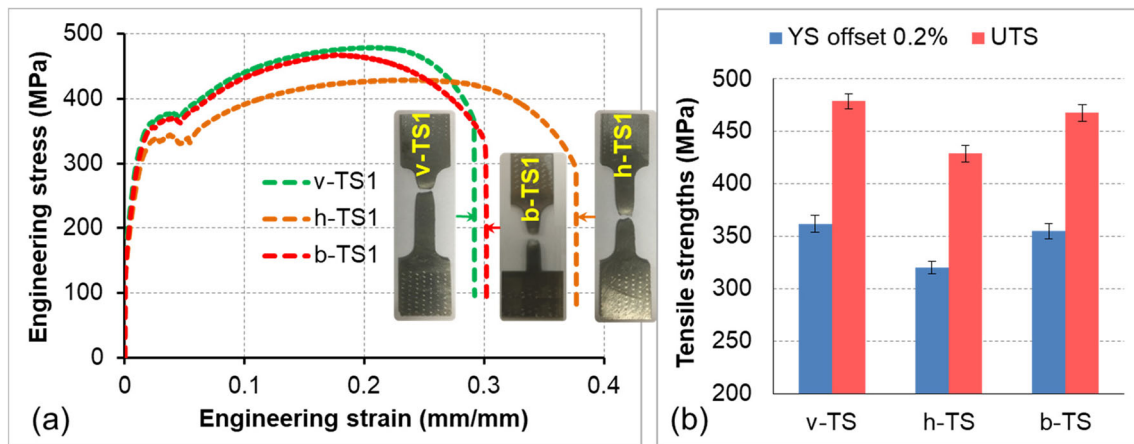 500
400
300
200
100
0
Engineering stress (MPa)
v-TS1
h-TS1
b-TS1
v-TS1
b-TS1
h-TS1
0
0.1
0.2
0.3
0.4
Engineering strain (mm/mm)
(a)
YS offset 0.2%
UTS
500
450
400
350
300
250
200
Tensile strengths (MPa)
v-TS
h-TS
b-TS
(b)